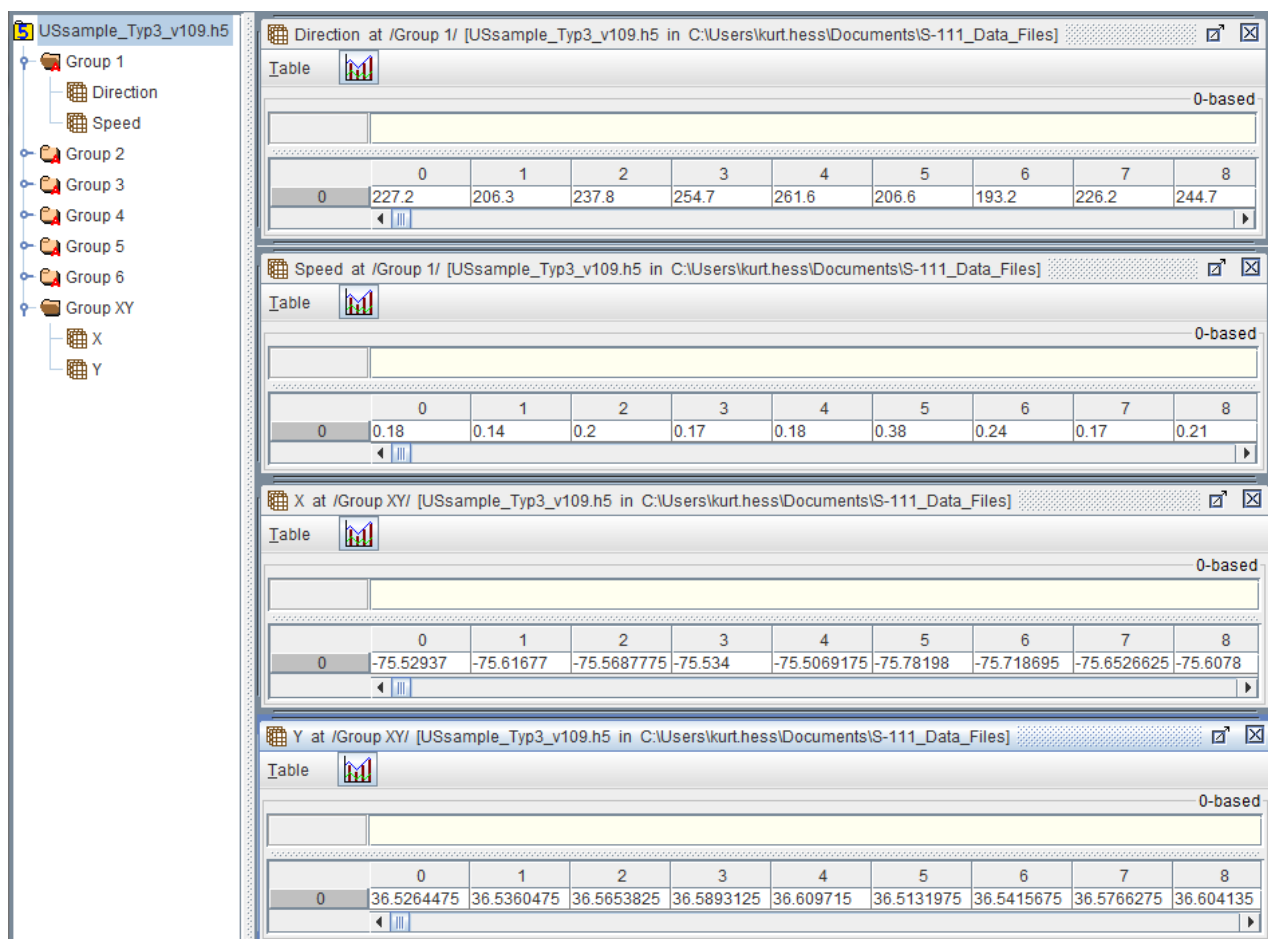 USsample_Typ3_v109.h5
Group 1
Direction
Speed
Group 2
Group 3
Group 4
Group 5
Group 6
Group XY
X
Y
Direction at /Group 1/ [USsample_Typ3_v109.h5 in C:\Users\kurt.hess\Documents\S-111_Data_Files]
Table
0-based
0 1 2 3 4 5 6 7 8
0 227.2 206.3 237.8 254.7 261.6 206.6 193.2 226.2 244.7
Speed at /Group 1/ [USsample_Typ3_v109.h5 in C:\Users\kurt.hess\Documents\S-111_Data_Files]
Table
0-based
0 1 2 3 4 5 6 7 8
0 0.18 0.14 0.2 0.17 0.18 0.38 0.24 0.17 0.21
X at /Group XY/ [USsample_Typ3_v109.h5 in C:\Users\kurt.hess\Documents\S-111_Data_Files]
Table
0-based
0 1 2 3 4 5 6 7 8
0 -75.52937 -75.61677 -75.5687775 -75.534 -75.5069175 -75.78198 -75.718695 -75.6526625 -75.6078
Y at /Group XY/ [USsample_Typ3_v109.h5 in C:\Users\kurt.hess\Documents\S-111_Data_Files]
Table
0-based
0 1 2 3 4 5 6 7 8
0 36.5264475 36.5360475 36.5653825 36.5893125 36.609715 36.5131975 36.5415675 36.5766275 36.604135